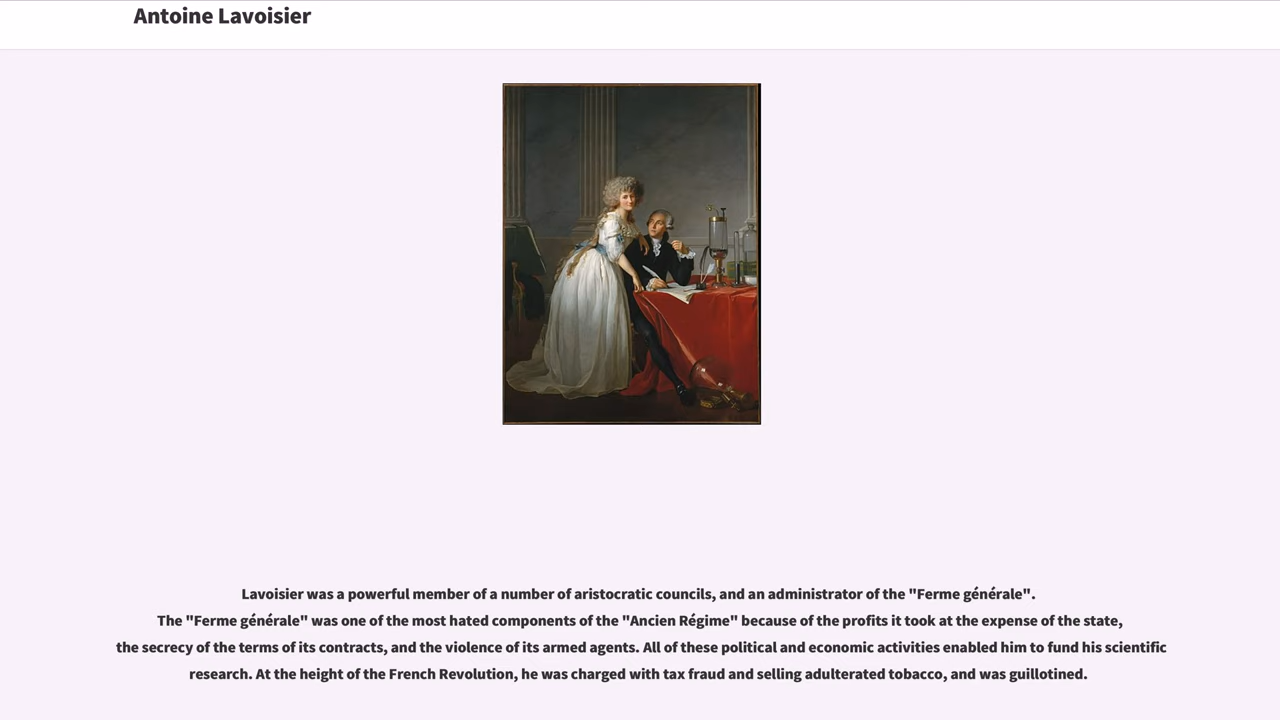 Antoine Lavoisier
Lavoisier was a powerful member of a number of aristocratic councils, and an administrator of the "Ferme générale".
The "Ferme générale" was one of the most hated components of the "Ancien Régime" because of the profits it took at the expense of the state,
the secrecy of the terms of its contracts, and the violence of its armed agents. All of these political and economic activities enabled him to fund his scientific
research. At the height of the French Revolution, he was charged with tax fraud and selling adulterated tobacco, and was guillotined.